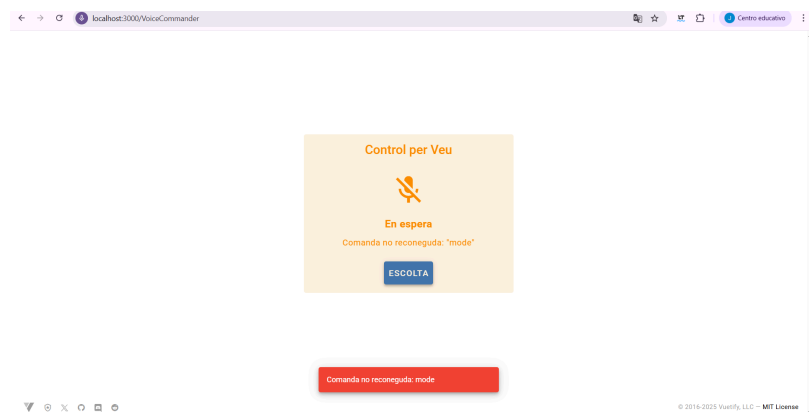 localhost:3000/VoiceCommander
Centro educativo
Control per Veu
En espera
Comanda no reconeguda: "mode"
ESCOLTA
Comanda no reconeguda: mode
© 2016-2025 Vuetify, LLC — MIT License